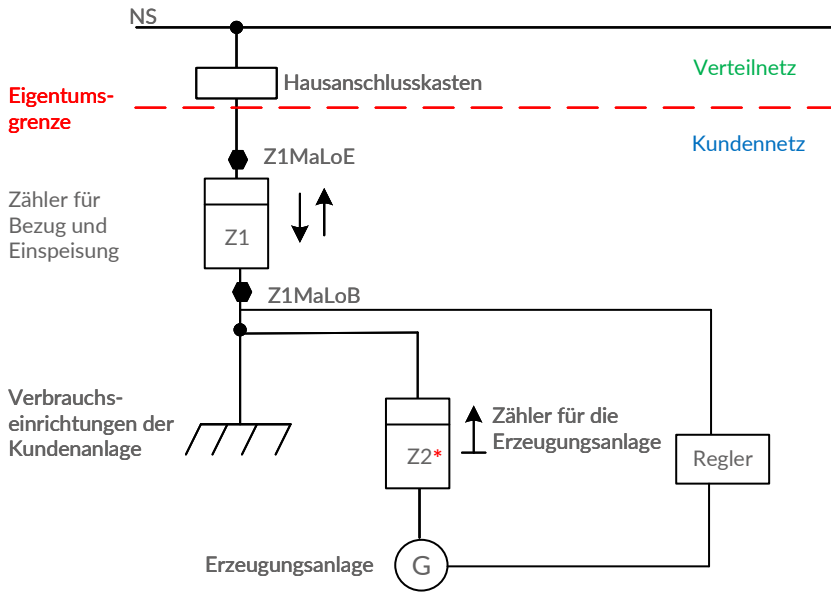 NS
Hausanschlusskasten
Verteilnetz
Eigentums-
grenze
Kundennetz
Z1MaLoE
Zähler für
Bezug und
Einspeisung
Z1
Z1MaLoB
Verbrauchs-
einrichtungen der
Kundenanlage
Z2*
Zähler für die
Erzeugungsanlage
Regler
Erzeugungsanlage
G